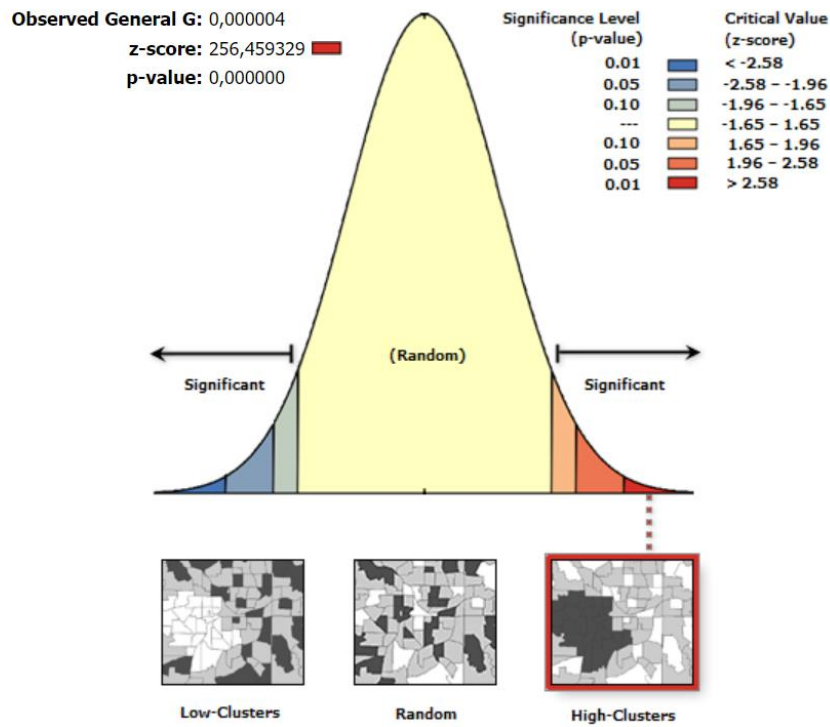 Observed General G: 0,000004
z-score: 256,459329
p-value: 0,000000
Significance Level
(p-value)
Critical Value
(z-score)
0.01 < -2.58
0.05 -2.58 – -1.96
0.10 -1.96 – -1.65
--- -1.65 – 1.65
0.10 1.65 – 1.96
0.05 1.96 – 2.58
0.01 > 2.58
Significant
(Random)
Significant
Low-Clusters
Random
High-Clusters